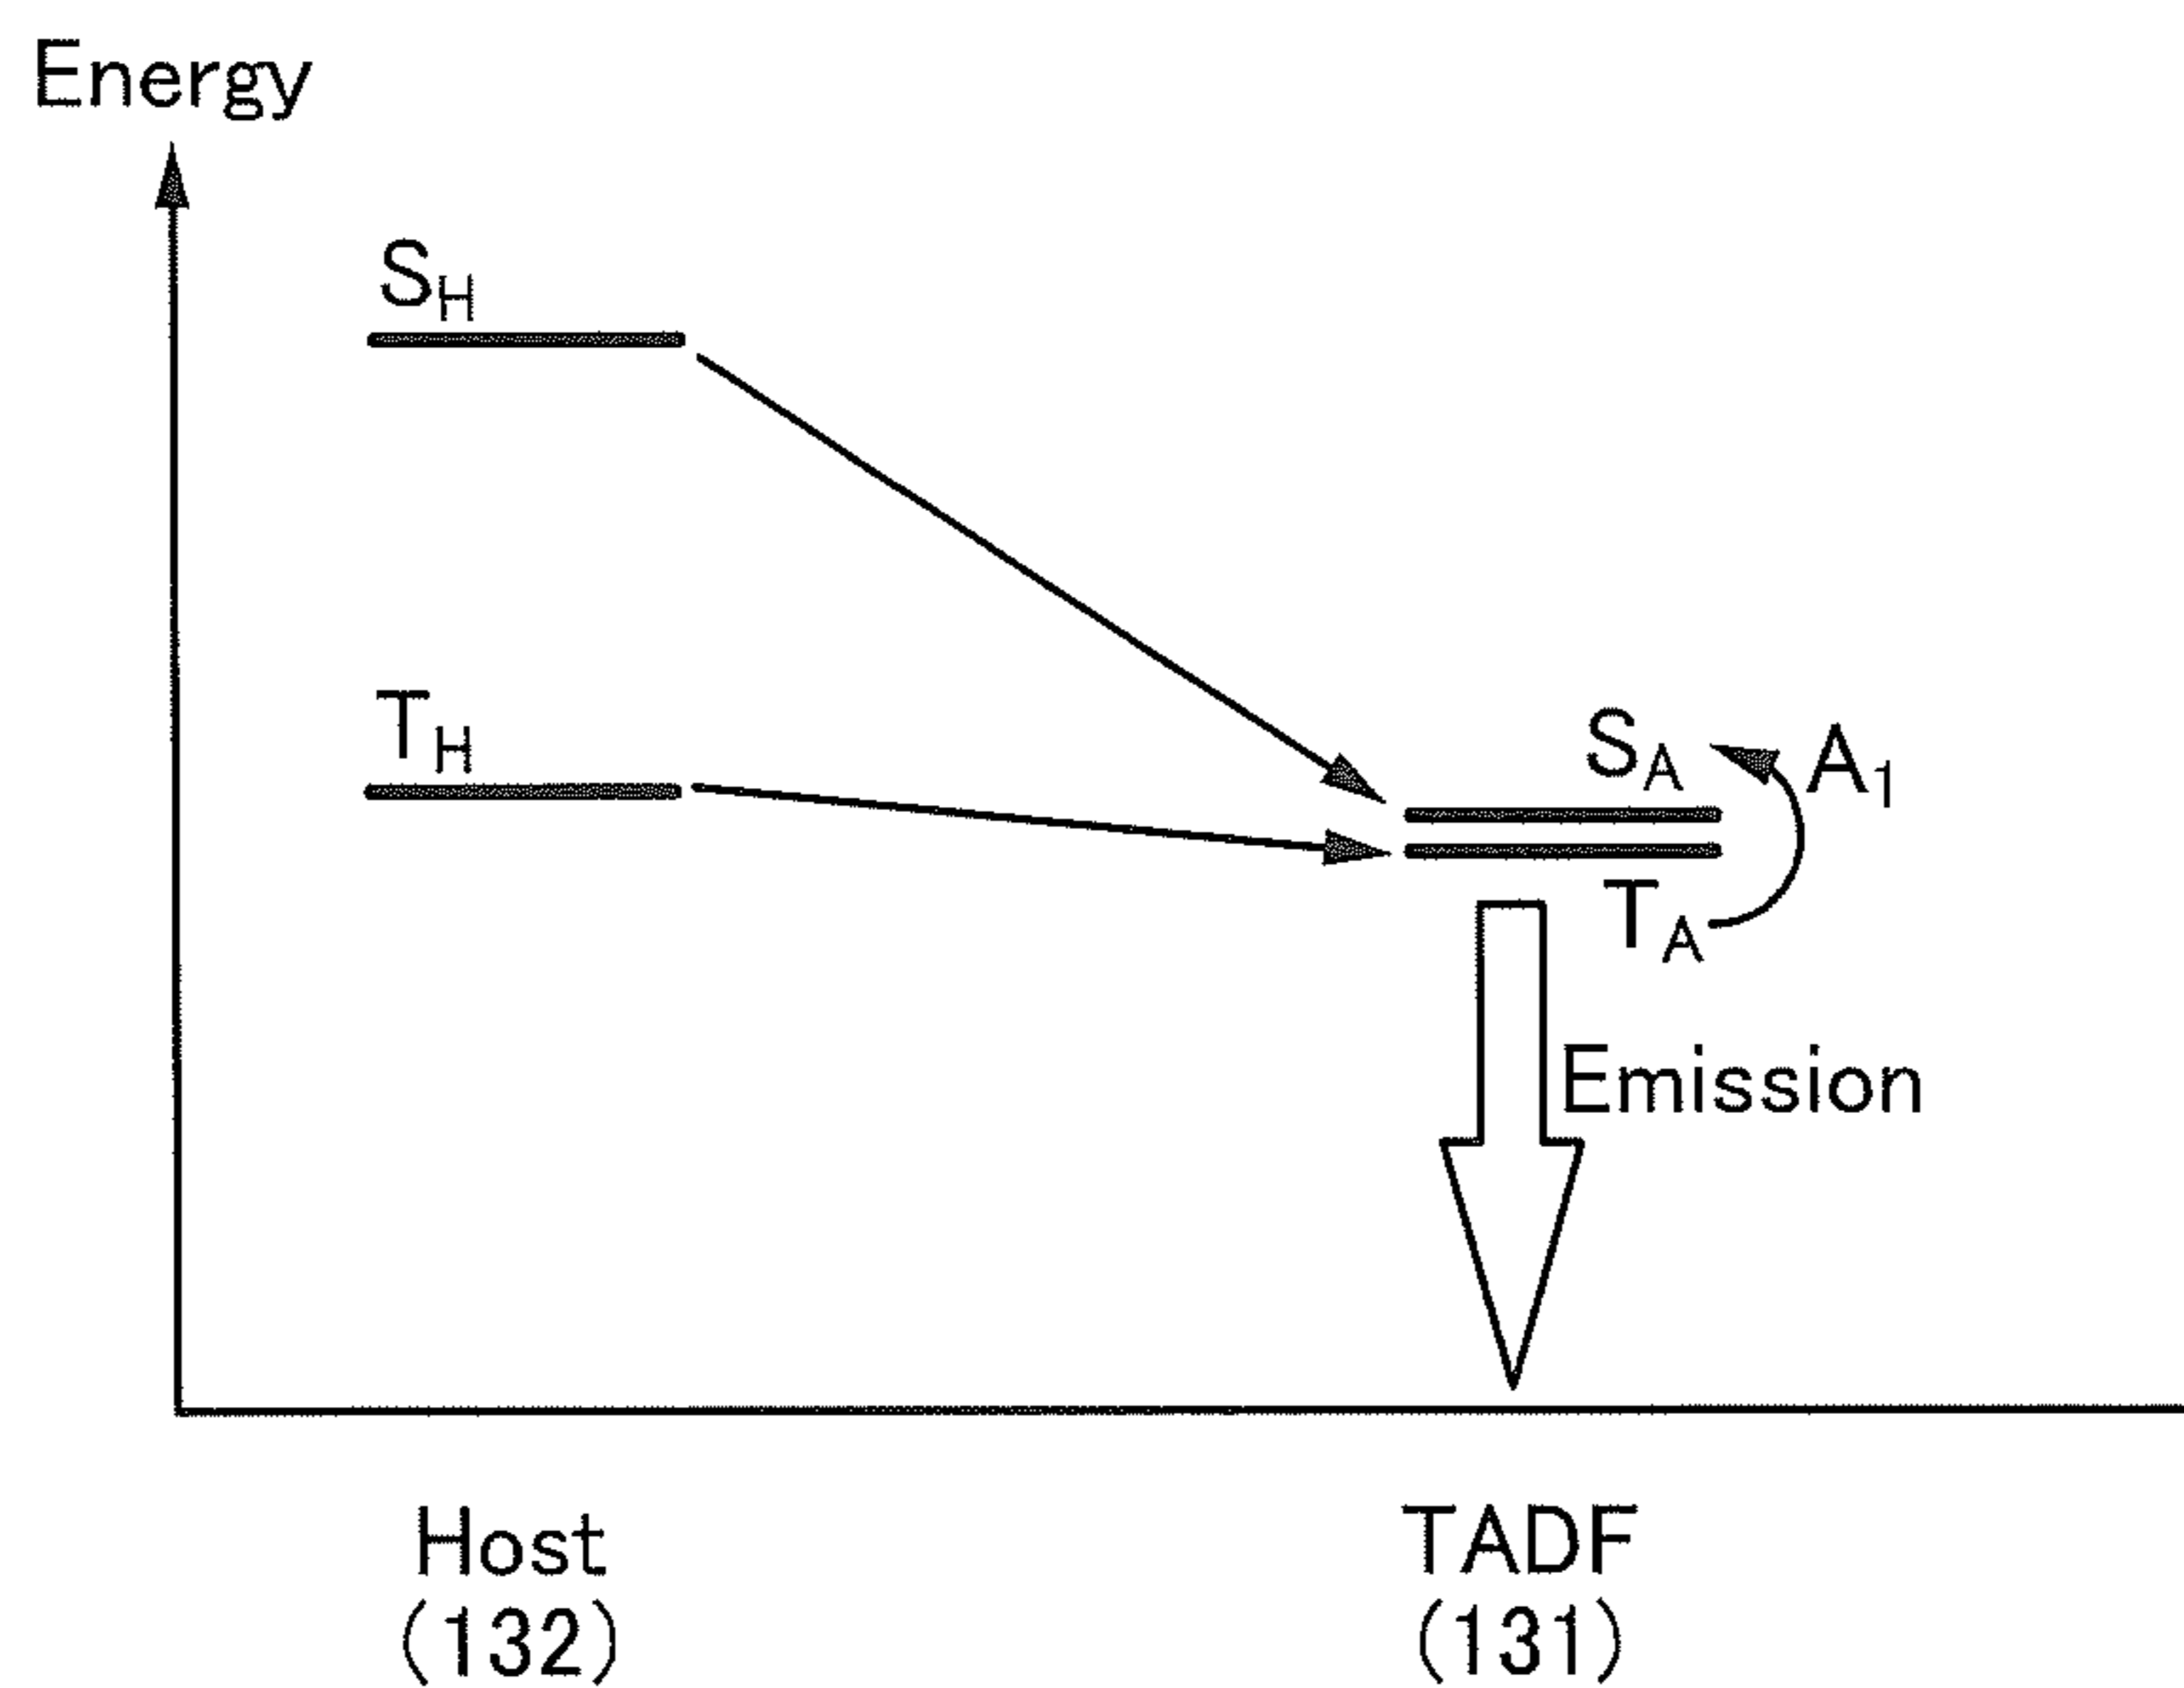 Energy
SH
TH
SA
A1
TA
Emission
Host
(132)
TADF
(131)